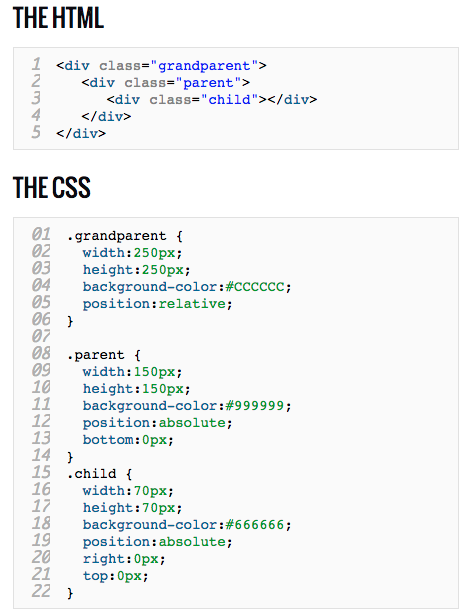 THE HTML
1 <div class="grandparent">
2    <div class="parent">
3       <div class="child"></div>
4    </div>
5 </div>
THE CSS
01 .grandparent {
02   width:250px;
03   height:250px;
04   background-color:#CCCCCC;
05   position:relative;
06 }
07
08 .parent {
09   width:150px;
10   height:150px;
11   background-color:#999999;
12   position:absolute;
13   bottom:0px;
14 }
15 .child {
16   width:70px;
17   height:70px;
18   background-color:#666666;
19   position:absolute;
20   right:0px;
21   top:0px;
22 }